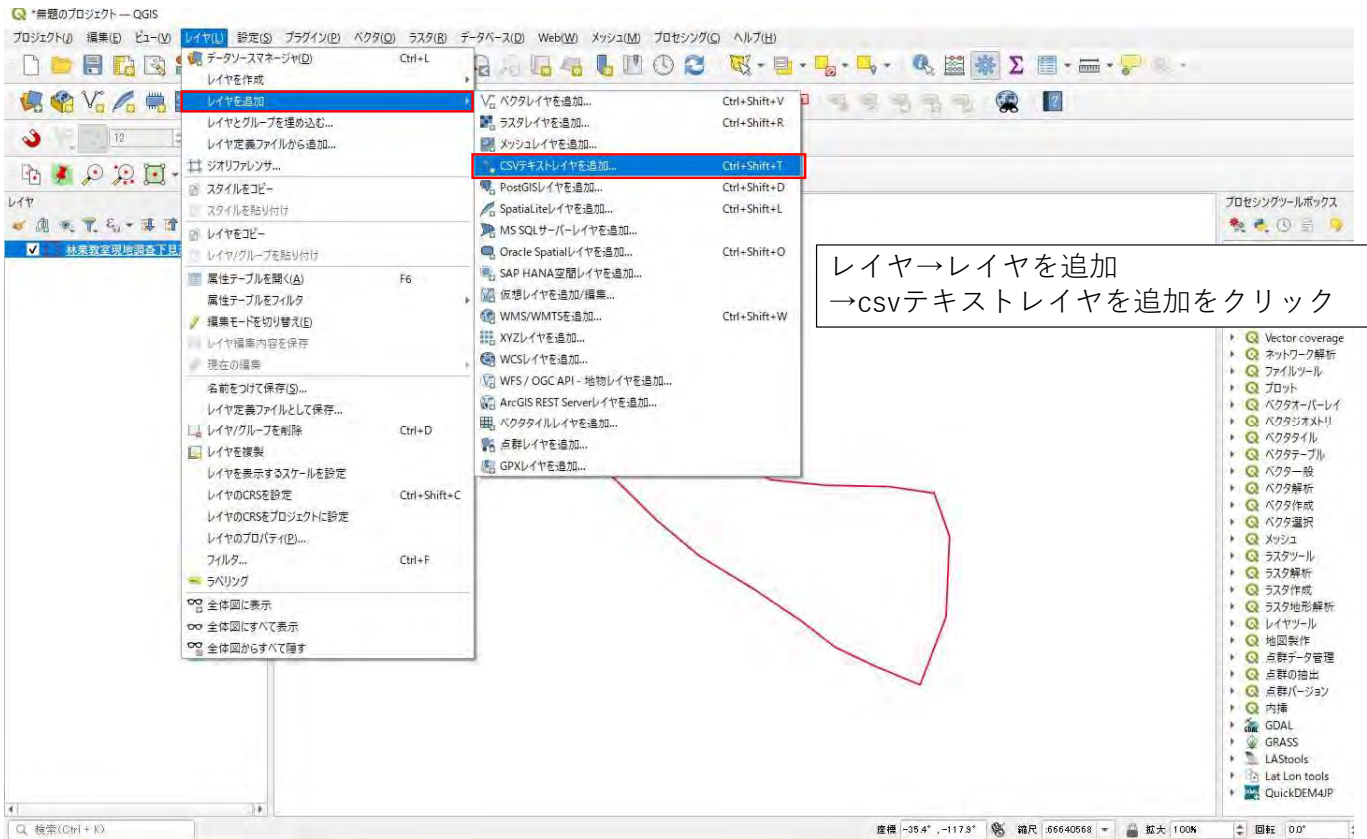 *無題のプロジェクト — QGIS
プロジェクト(J) 編集(E) ビュー(V) レイヤ(L) 設定(S) プラグイン(P) ベクタ(O) ラスタ(R) データベース(D) Web(W) メッシュ(M) プロセシング(C) ヘルプ(H)
データソースマネージャ(D) Ctrl+L
レイヤを作成
レイヤを追加
レイヤとグループを埋め込む...
レイヤ定義ファイルから追加...
ジオリファレンサ...
スタイルをコピー
スタイルを貼り付け
レイヤをコピー
レイヤ/グループを貼り付け
属性テーブルを開く(A) F6
属性テーブルをフィルタ
編集モードを切り替え(E)
レイヤ編集内容を保存
現在の編集
名前をつけて保存(S)...
レイヤ定義ファイルとして保存...
レイヤ/グループを削除 Ctrl+D
レイヤを複製
レイヤを表示するスケールを設定
レイヤのCRSを設定 Ctrl+Shift+C
レイヤのCRSをプロジェクトに設定
レイヤのプロパティ(P)...
フィルタ... Ctrl+F
ラベリング
全体図に表示
全体図にすべて表示
全体図からすべて隠す
ベクタレイヤを追加... Ctrl+Shift+V
ラスタレイヤを追加... Ctrl+Shift+R
メッシュレイヤを追加...
CSVテキストレイヤを追加... Ctrl+Shift+T
PostGISレイヤを追加... Ctrl+Shift+D
SpatiaLiteレイヤを追加... Ctrl+Shift+L
MS SQLサーバーレイヤを追加...
Oracle Spatialレイヤを追加... Ctrl+Shift+O
SAP HANA空間レイヤを追加...
仮想レイヤを追加/編集...
WMS/WMTSを追加... Ctrl+Shift+W
XYZレイヤを追加...
WCSレイヤを追加...
WFS / OGC API - 地物レイヤを追加...
ArcGIS REST Serverレイヤを追加...
ベクタタイルレイヤを追加...
点群レイヤを追加...
GPXレイヤを追加...
12
レイヤ
林業教室現地調査下見
レイヤ→レイヤを追加
→csvテキストレイヤを追加をクリック
プロセシングツールボックス
Vector coverage
ネットワーク解析
ファイルツール
プロット
ベクタオーバーレイ
ベクタジオメトリ
ベクタタイル
ベクタテーブル
ベクタ一般
ベクタ解析
ベクタ作成
ベクタ選択
メッシュ
ラスタツール
ラスタ解析
ラスタ作成
ラスタ地形解析
レイヤツール
地図製作
点群データ管理
点群の抽出
点群バージョン
内挿
GDAL
GRASS
LAStools
Lat Lon tools
QuickDEM4JP
検索(Ctrl + K) 座標 -35.4° ,-117.9° 縮尺 :66640568 拡大 100% 回転 0.0°